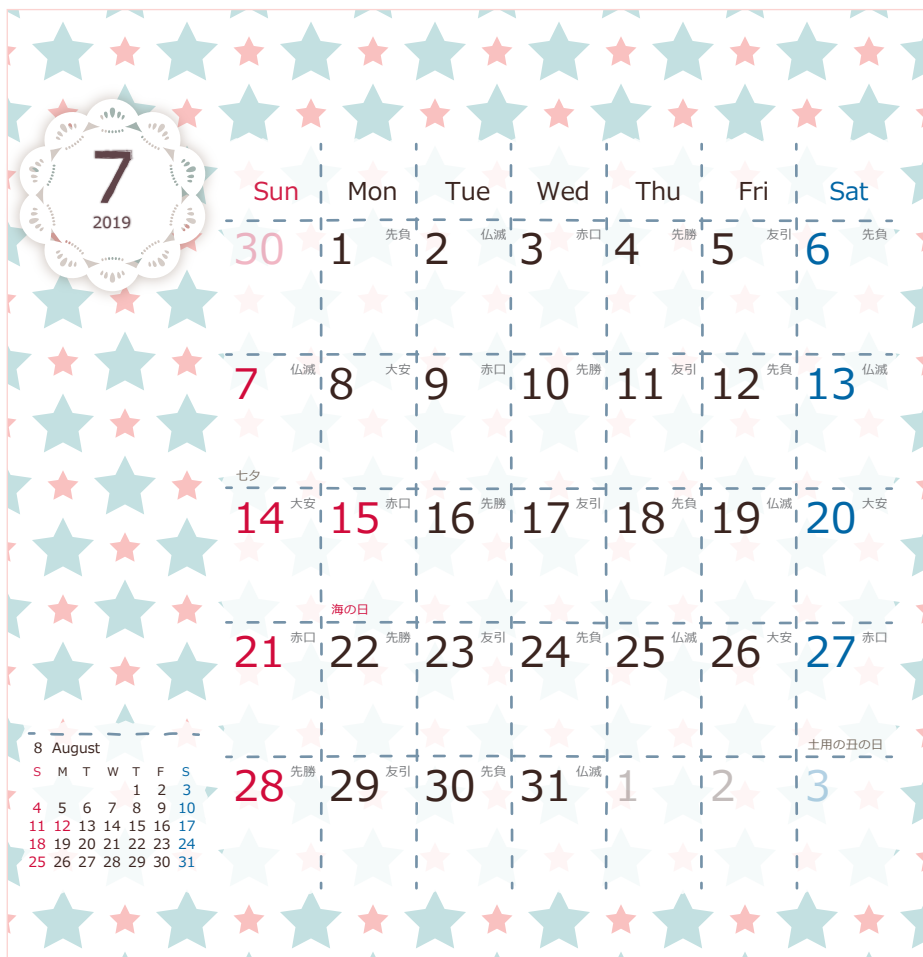 7
2019
Sun Mon Tue Wed Thu Fri Sat
30 1 先負 2 仏滅 3 赤口 4 先勝 5 友引 6 先負
7 仏滅 8 大安 9 赤口 10 先勝 11 友引 12 先負 13 仏滅
七夕
14 大安 15 赤口 16 先勝 17 友引 18 先負 19 仏滅 20 大安
海の日
21 赤口 22 先勝 23 友引 24 先負 25 仏滅 26 大安 27 赤口
土用の丑の日
28 先勝 29 友引 30 先負 31 仏滅 1 2 3
8 August
S M T W T F S
1 2 3
4 5 6 7 8 9 10
11 12 13 14 15 16 17
18 19 20 21 22 23 24
25 26 27 28 29 30 31